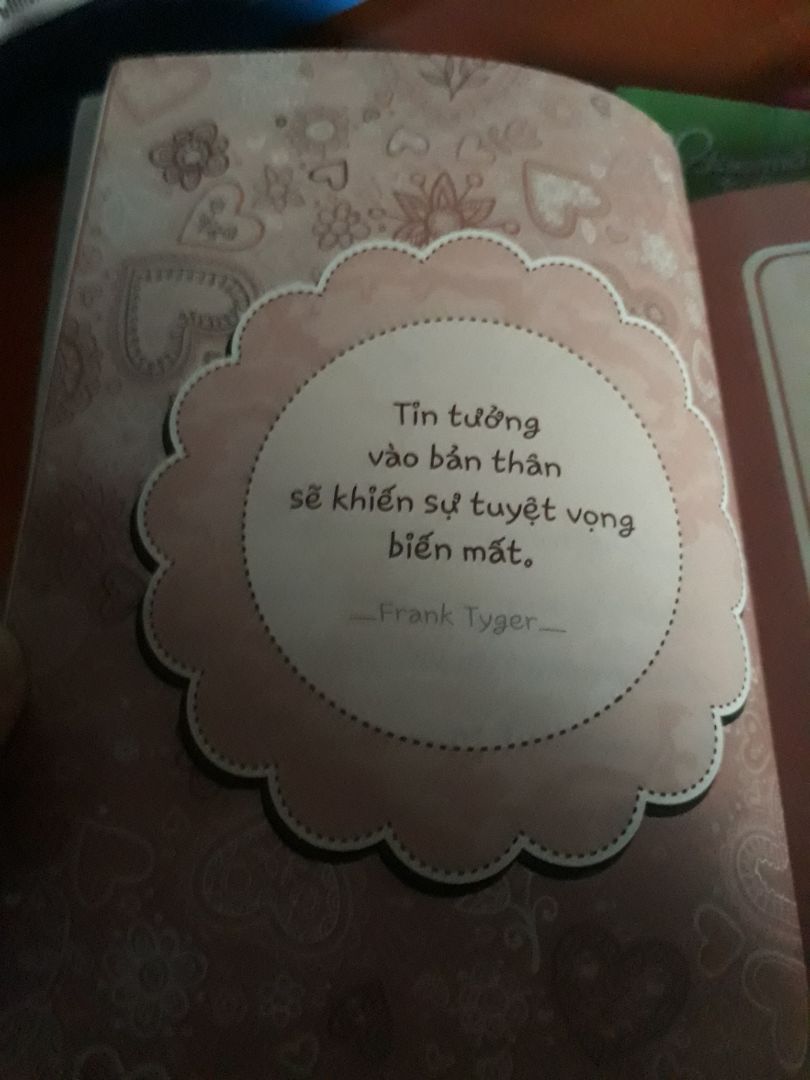 Tin tưởng
vào bản thân
sẽ khiến sự tuyệt vọng
biến mất.
__Frank Tyger__